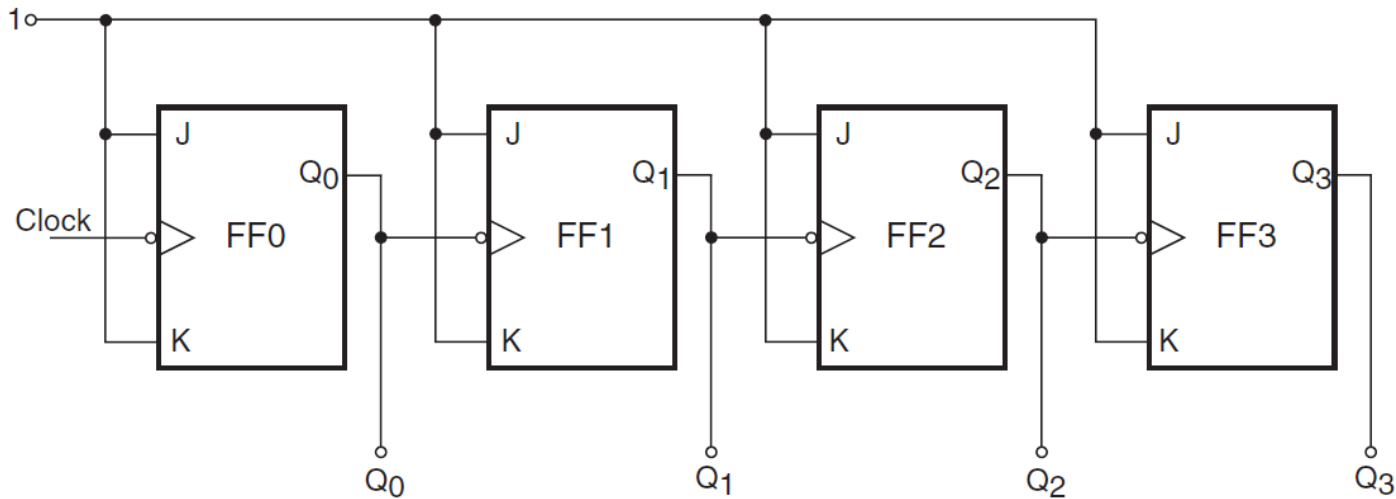 1
J J J J
Q0 Q1 Q2 Q3
Clock FF0 FF1 FF2 FF3
K K K K
Q0 Q1 Q2 Q3